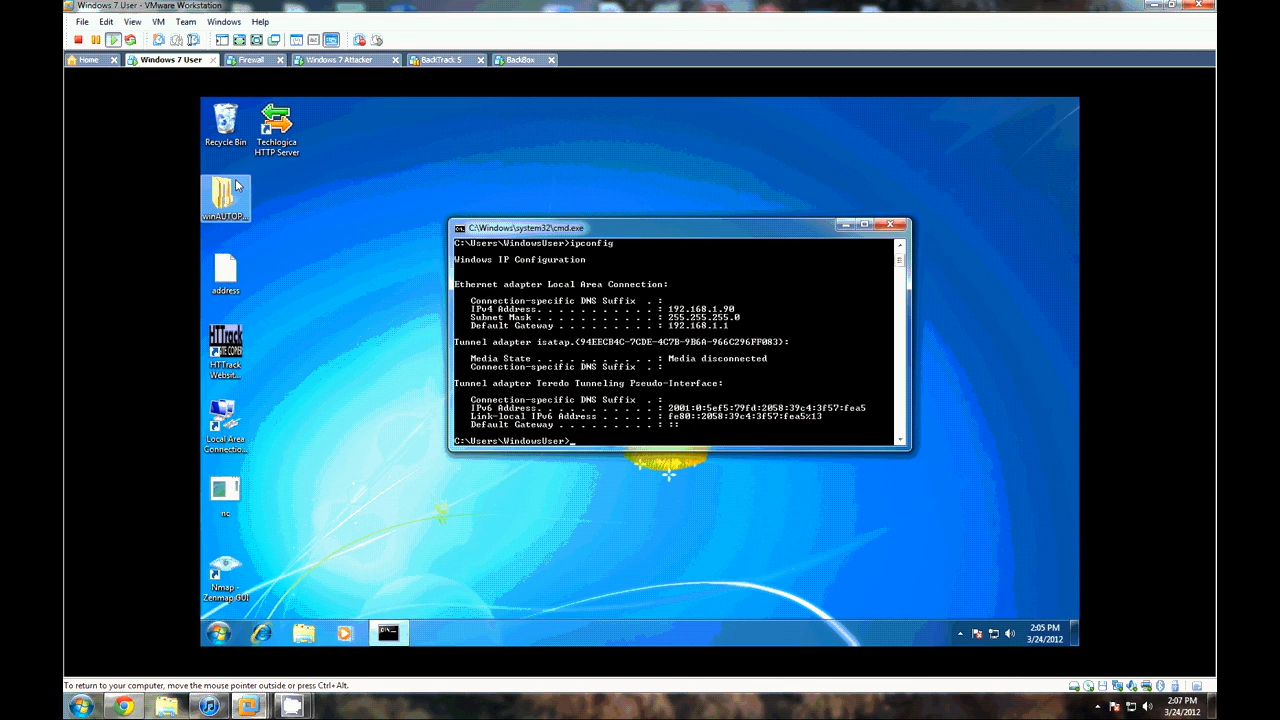 Windows 7 User - VMware Workstation
File Edit View VM Team Windows Help
Home Windows 7 User Firewall Windows 7 Attacker BackTrack 5 BackBox
Recycle Bin
Techlogica HTTP Server
winAUTOP...
address
HTTrack
SITE COPIER
HTTrack Websit...
Local Area Connectio...
nc
Nmap - Zenmap GUI
C:\Windows\system32\cmd.exe
C:\Users\WindowsUser>ipconfig
Windows IP Configuration
Ethernet adapter Local Area Connection:
Connection-specific DNS Suffix . :
IPv4 Address. . . . . . . . . . . : 192.168.1.90
Subnet Mask . . . . . . . . . . . : 255.255.255.0
Default Gateway . . . . . . . . . : 192.168.1.1
Tunnel adapter isatap.{94EECB4C-7CDE-4C7B-9B6A-966C296FF083}:
Media State . . . . . . . . . . . : Media disconnected
Connection-specific DNS Suffix . :
Tunnel adapter Teredo Tunneling Pseudo-Interface:
Connection-specific DNS Suffix . :
IPv6 Address. . . . . . . . . . . : 2001:0:5ef5:79fd:2058:39c4:3f57:fea5
Link-local IPv6 Address . . . . . : fe80::2058:39c4:3f57:fea5%13
Default Gateway . . . . . . . . . : ::
C:\Users\WindowsUser>_
2:05 PM
3/24/2012
To return to your computer, move the mouse pointer outside or press Ctrl+Alt.
2:07 PM
3/24/2012